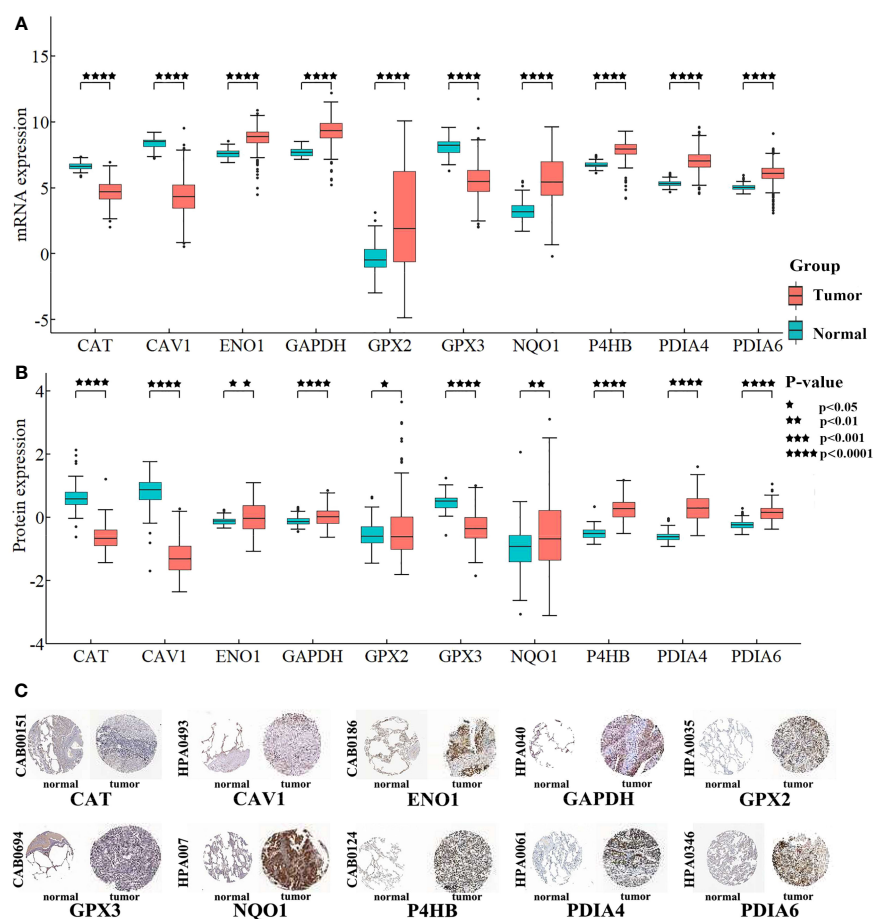 A
mRNA expression
15
10
5
0
-5
★★★★ ★★★★ ★★★★ ★★★★ ★★★★ ★★★★ ★★★★ ★★★★ ★★★★ ★★★★
CAT CAV1 ENO1 GAPDH GPX2 GPX3 NQO1 P4HB PDIA4 PDIA6
Group
Tumor
Normal
B
Protein expression
4
2
0
-2
-4
★★★★ ★★★★ ★ ★ ★★★★ ★ ★★★★ ★★ ★★★★ ★★★★ ★★★★
CAT CAV1 ENO1 GAPDH GPX2 GPX3 NQO1 P4HB PDIA4 PDIA6
P-value
★ p<0.05
★★ p<0.01
★★★ p<0.001
★★★★ p<0.0001
C
CAB00151 HPA0493 CAB0186 HPA040 HPA0035
normal tumor normal tumor normal tumor normal tumor normal tumor
CAT CAV1 ENO1 GAPDH GPX2
CAB0694 HPA007 CAB0124 HPA0061 HPA0346
normal tumor normal tumor normal tumor normal tumor normal tumor
GPX3 NQO1 P4HB PDIA4 PDIA6